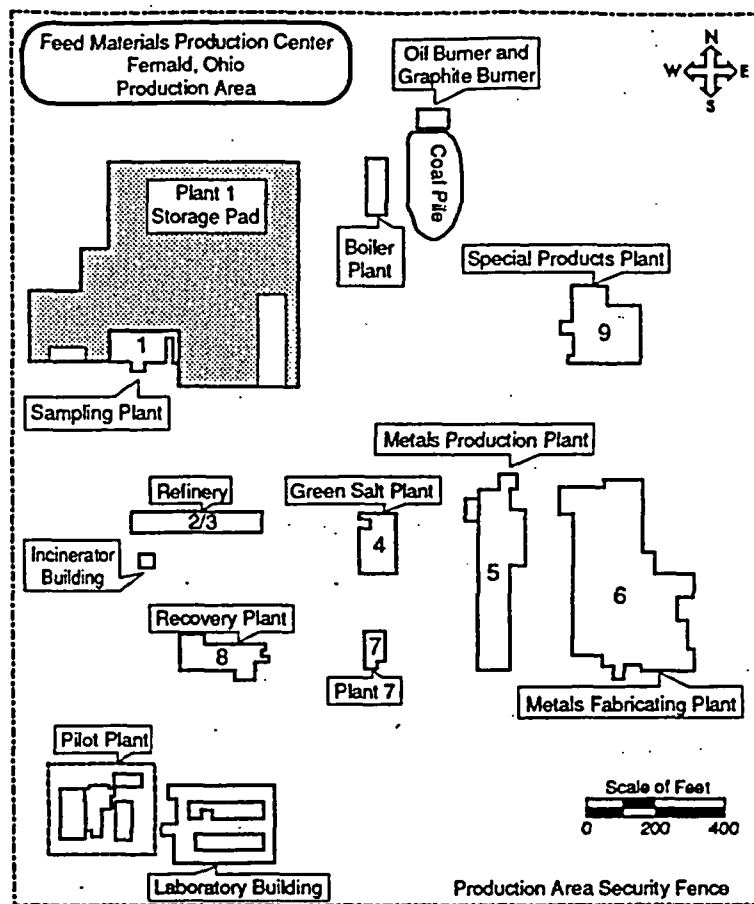 Feed Materials Production Center
Fernald, Ohio
Production Area
Oil Burner and
Graphite Burner
N
W
E
S
Plant 1
Storage Pad
Coal Pile
Boiler
Plant
Special Products Plant
9
1
Sampling Plant
Metals Production Plant
Refinery
2/3
Green Salt Plant
4
5
6
Incinerator
Building
Recovery Plant
8
7
Plant 7
Metals Fabricating Plant
Pilot Plant
Scale of Feet
0 200 400
Laboratory Building
Production Area Security Fence